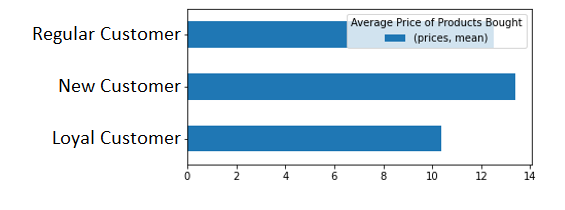 Average Price of Products Bought
(prices, mean)
Regular Customer
New Customer
Loyal Customer
0 2 4 6 8 10 12 14